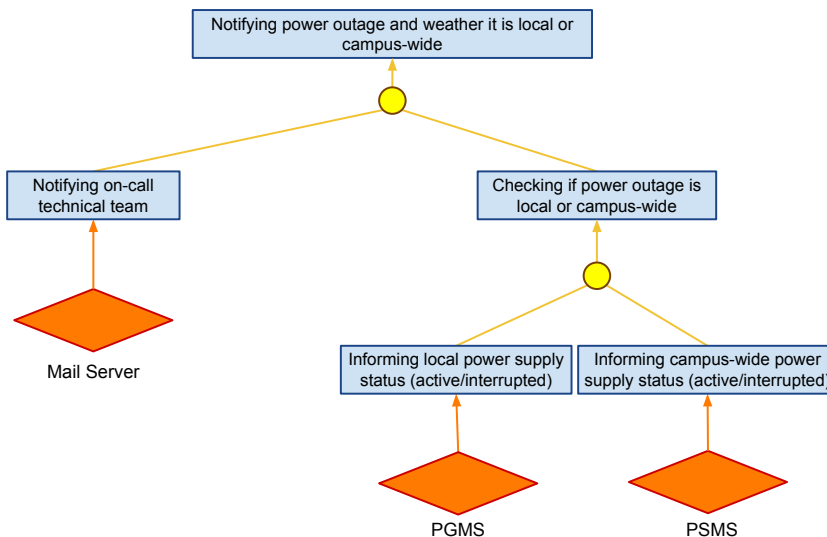 Notifying power outage and weather it is local or
campus-wide
Notifying on-call
technical team
Checking if power outage is
local or campus-wide
Mail Server
Informing local power supply
status (active/interrupted)
Informing campus-wide power
supply status (active/interrupted)
PGMS
PSMS